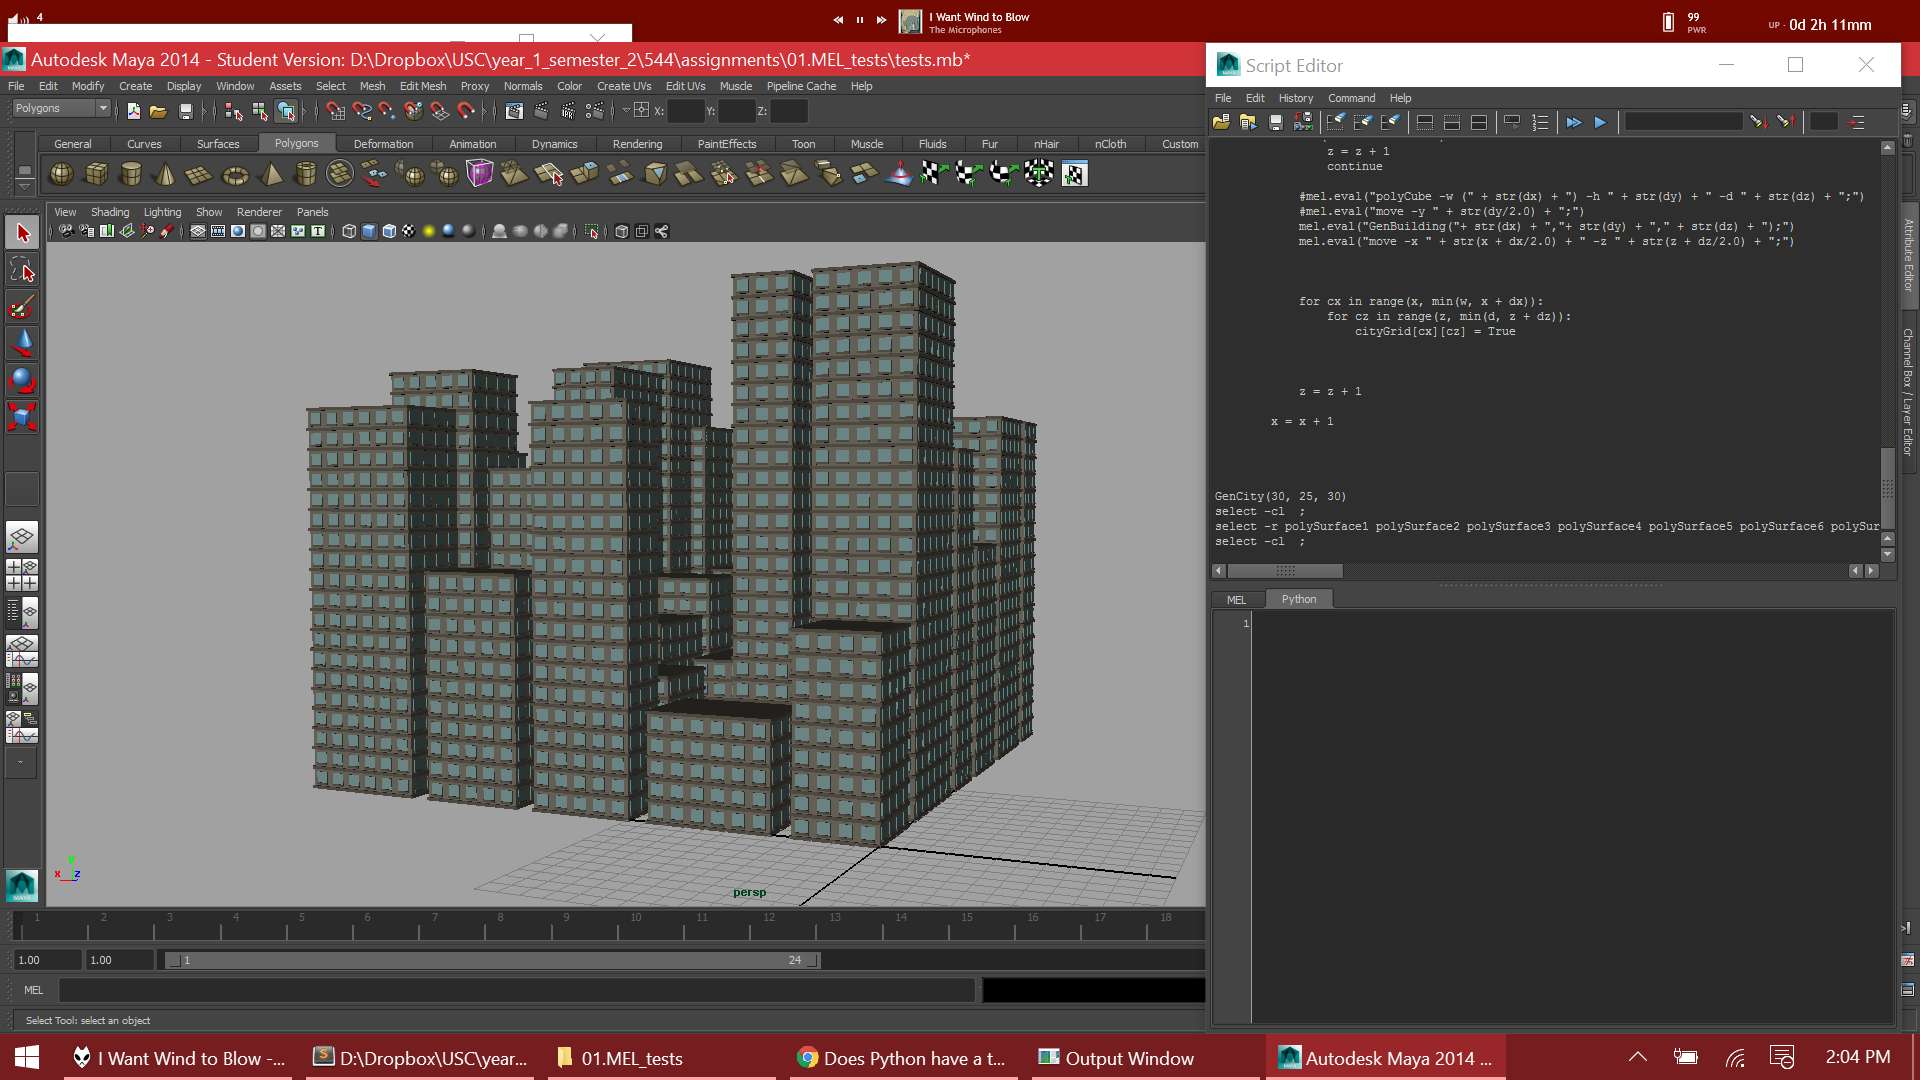 4
I Want Wind to Blow
The Microphones
99
PWR
UP - 0d 2h 11mm
Autodesk Maya 2014 - Student Version: D:\Dropbox\USC\year_1_semester_2\544\assignments\01.MEL_tests\tests.mb*
File Edit Modify Create Display Window Assets Select Mesh Edit Mesh Proxy Normals Color Create UVs Edit UVs Muscle Pipeline Cache Help
Polygons
X: Y: Z:
General Curves Surfaces Polygons Deformation Animation Dynamics Rendering PaintEffects Toon Muscle Fluids Fur nHair nCloth Custom
View Shading Lighting Show Renderer Panels
persp
x y z
MAYA
1 2 3 4 5 6 7 8 9 10 11 12 13 14 15 16 17 18
1.00 1.00 1 24
MEL
Select Tool: select an object
Script Editor
File Edit History Command Help
z = z + 1
continue
#mel.eval("polyCube -w (" + str(dx) + ") -h " + str(dy) + " -d " + str(dz) + ";")
#mel.eval("move -y " + str(dy/2.0) + ";")
mel.eval("GenBuilding("+ str(dx) + ","+ str(dy) + "," + str(dz) + ");")
mel.eval("move -x " + str(x + dx/2.0) + " -z " + str(z + dz/2.0) + ";")
for cx in range(x, min(w, x + dx)):
for cz in range(z, min(d, z + dz)):
cityGrid[cx][cz] = True
z = z + 1
x = x + 1
GenCity(30, 25, 30)
select -cl ;
select -r polySurface1 polySurface2 polySurface3 polySurface4 polySurface5 polySurface6 polySur
select -cl ;
MEL Python
1
Attribute Editor
Channel Box / Layer Editor
I Want Wind to Blow -...
D:\Dropbox\USC\year...
01.MEL_tests
Does Python have a t...
Output Window
Autodesk Maya 2014 ...
2:04 PM